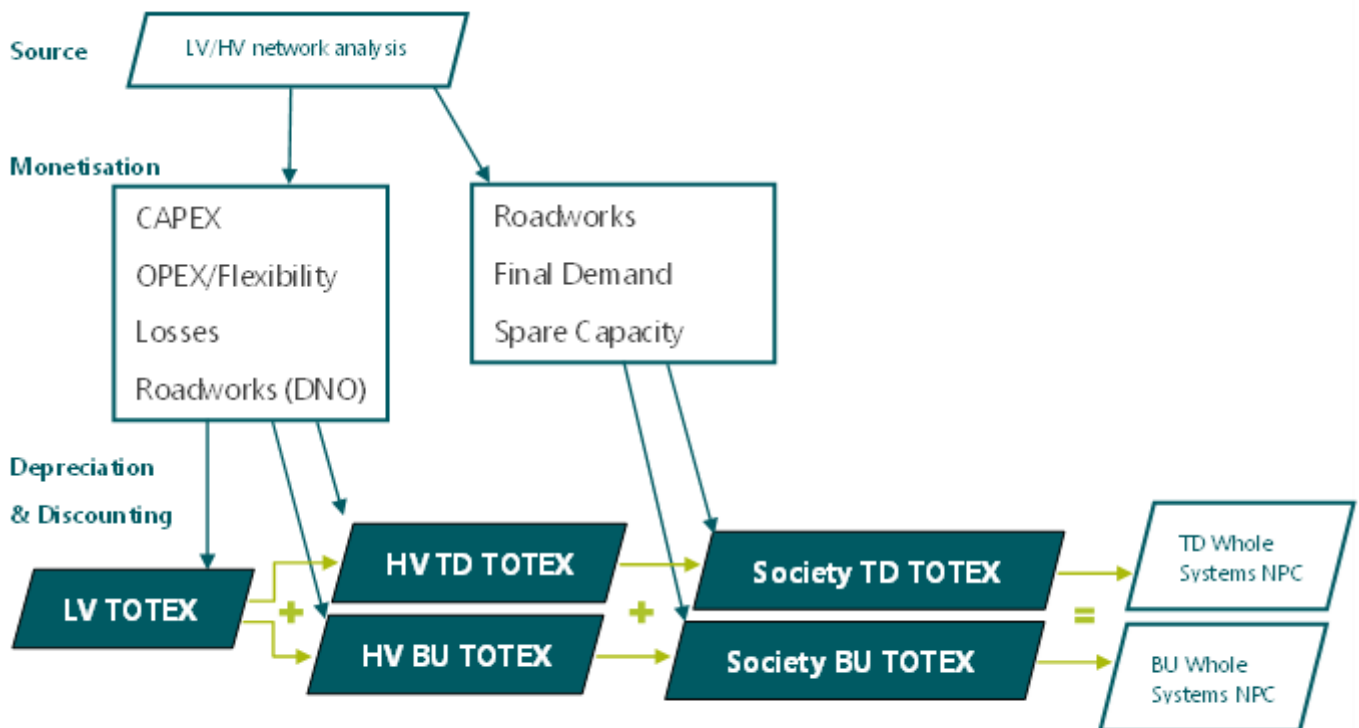 Source
LV/HV network analysis
Monetisation
CAPEX
OPEX/Flexibility
Losses
Roadworks (DNO)
Roadworks
Final Demand
Spare Capacity
Depreciation
& Discounting
LV TOTEX
+
HV TD TOTEX
HV BU TOTEX
+
Society TD TOTEX
Society BU TOTEX
=
TD Whole
Systems NPC
BU Whole
Systems NPC